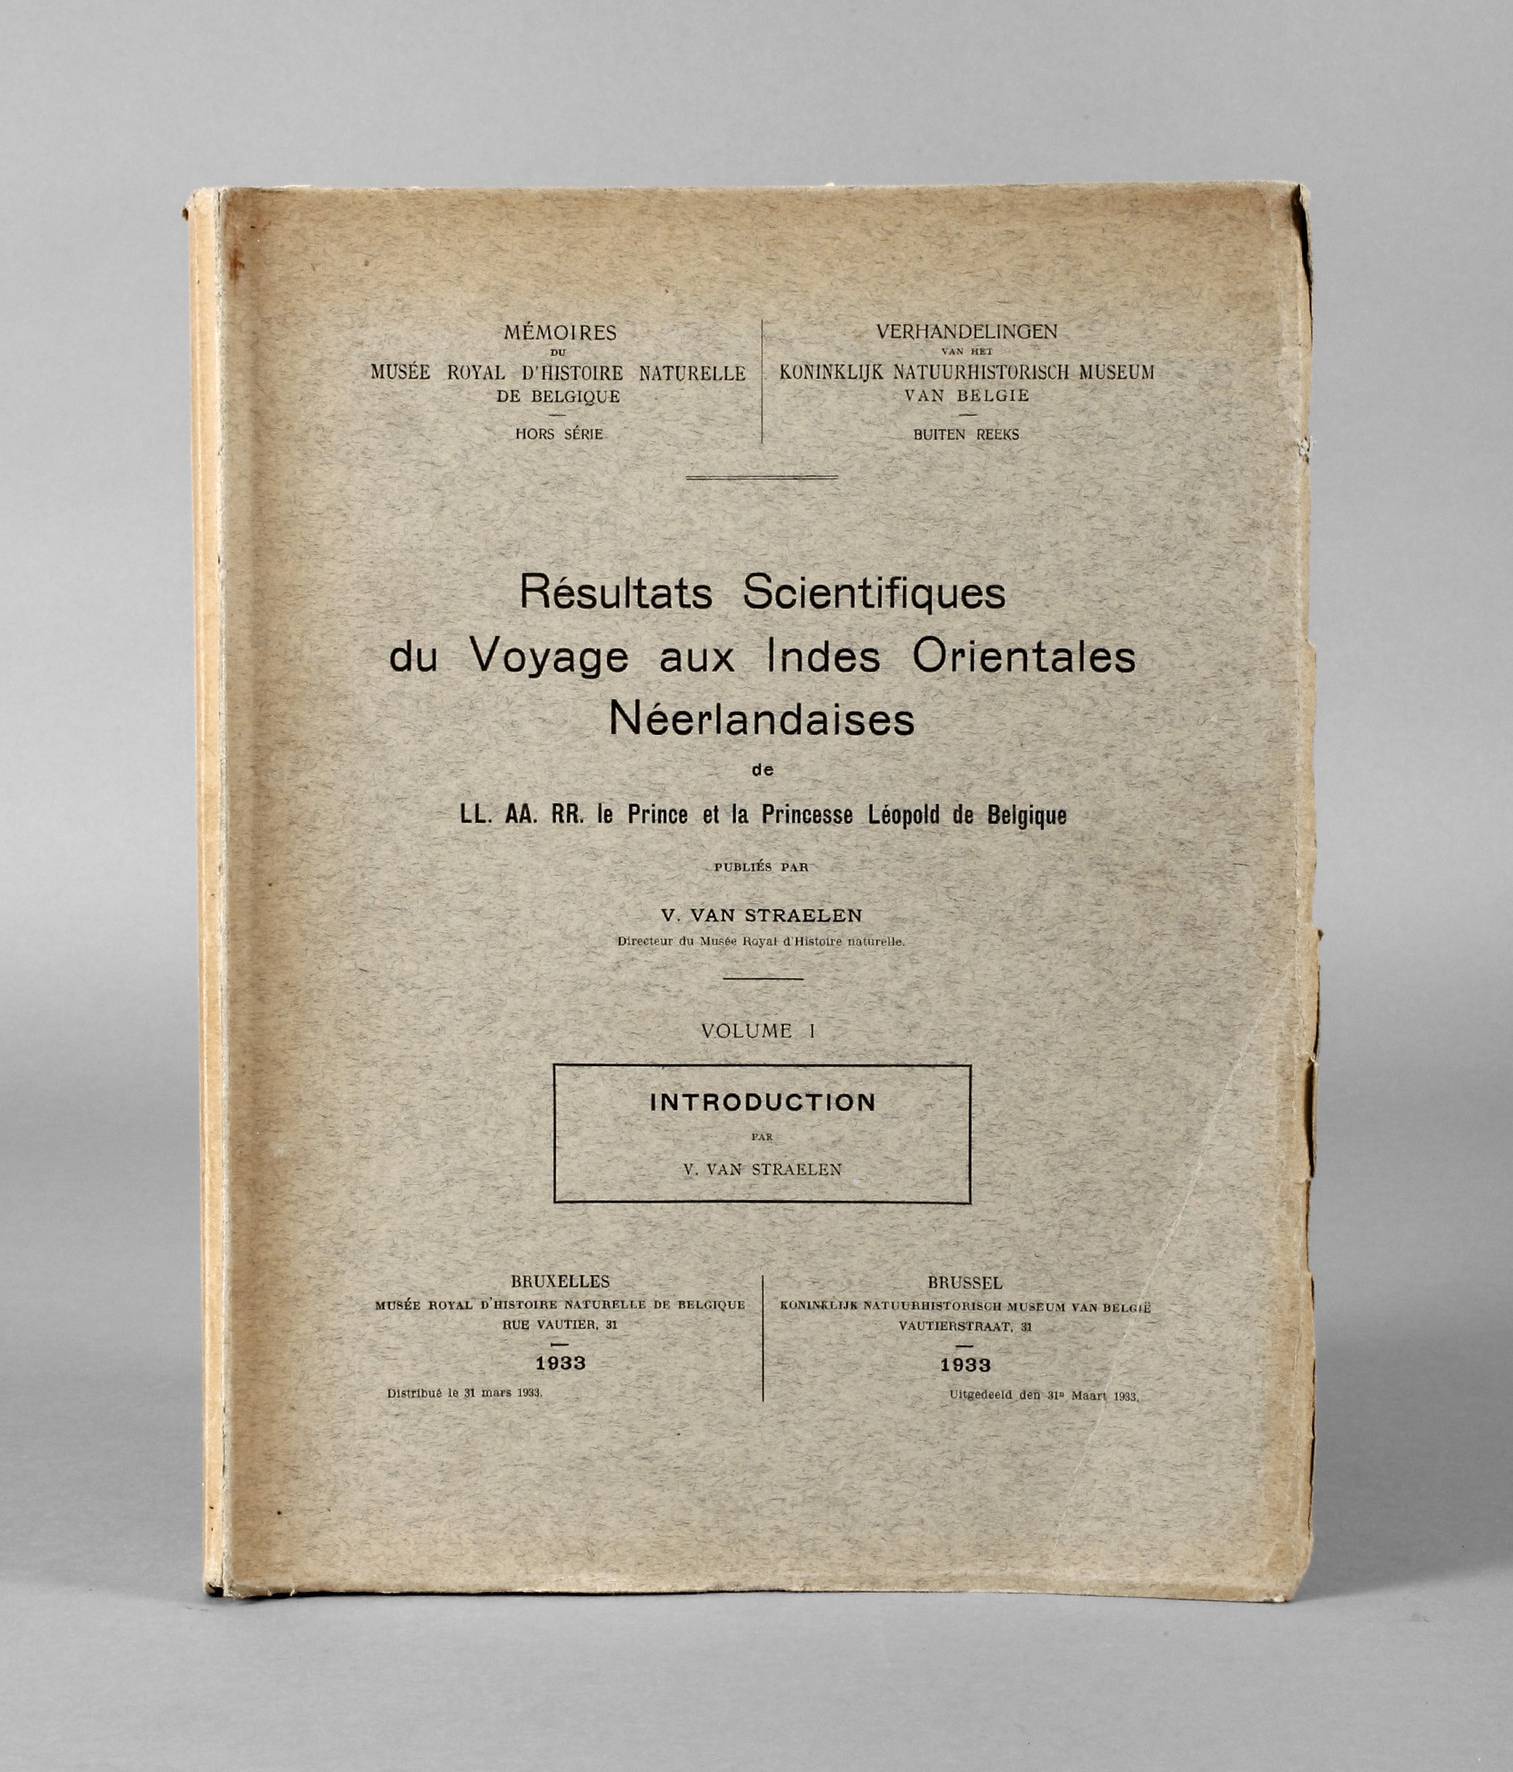 MÉMOIRES
DU
MUSÉE ROYAL D'HISTOIRE NATURELLE
DE BELGIQUE
HORS SÉRIE
VERHANDELINGEN
VAN HET
KONINKLIJK NATUURHISTORISCH MUSEUM
VAN BELGIE
BUITEN REEKS
Résultats Scientifiques
du Voyage aux Indes Orientales
Néerlandaises
de
LL. AA. RR. le Prince et la Princesse Léopold de Belgique
PUBLIÉS PAR
V. VAN STRAELEN
Directeur du Musée Royal d'Histoire naturelle.
VOLUME I
INTRODUCTION
PAR
V. VAN STRAELEN
BRUXELLES
MUSÉE ROYAL D'HISTOIRE NATURELLE DE BELGIQUE
RUE VAUTIER, 31
1933
Distribué le 31 mars 1933.
BRUSSEL
KONINKLIJK NATUURHISTORISCH MUSEUM VAN BELGIË
VAUTIERSTRAAT, 31
1933
Uitgedeeld den 31n Maart 1933.